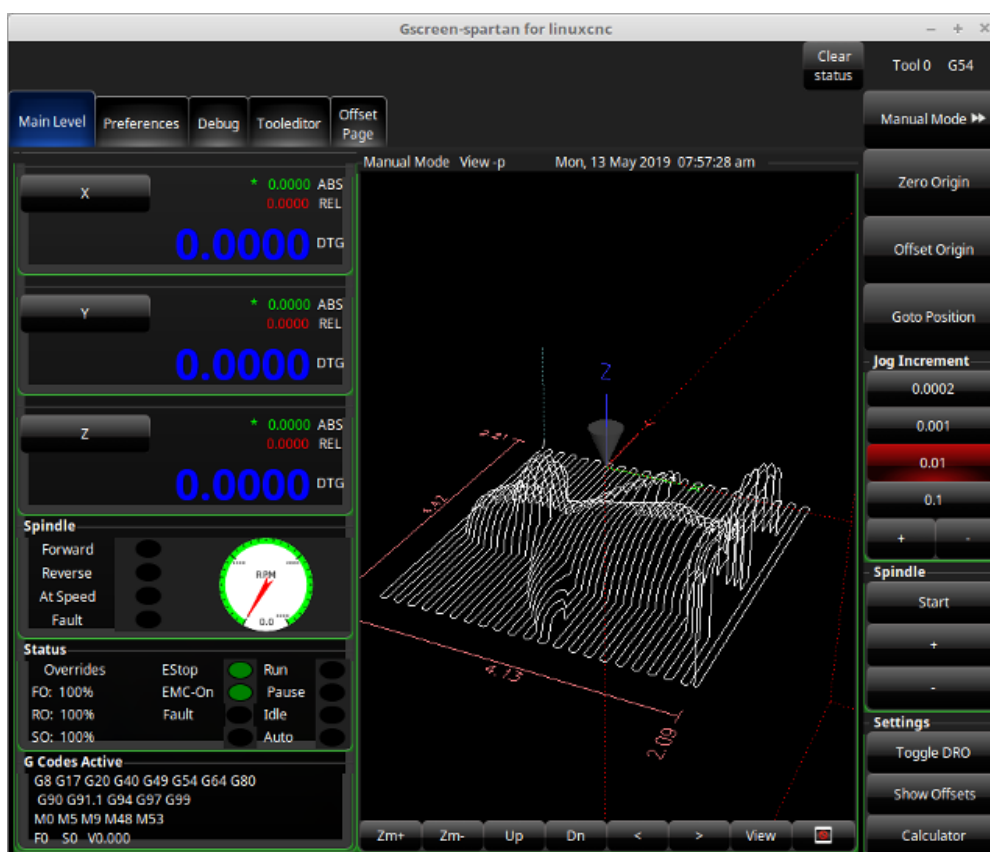 Gscreen-spartan for linuxcnc
Clear
status
Tool 0 G54
Main Level
Preferences
Debug
Tooleditor
Offset
Page
Manual Mode
Zero Origin
Offset Origin
Goto Position
X
* 0.0000 ABS
0.0000 REL
0.0000 DTG
Y
* 0.0000 ABS
0.0000 REL
0.0000 DTG
Z
* 0.0000 ABS
0.0000 REL
0.0000 DTG
Manual Mode View -p Mon, 13 May 2019 07:57:28 am
Z
4.13
2.09
Spindle
Forward
Reverse
At Speed
Fault
RPM
0.0
Status
Overrides EStop Run
FO: 100% EMC-On Pause
RO: 100% Fault Idle
SO: 100% Auto
G Codes Active
G8 G17 G20 G40 G49 G54 G64 G80
G90 G91.1 G94 G97 G99
M0 M5 M9 M48 M53
F0 S0 V0.000
Zm+ Zm- Up Dn < > View
Jog Increment
0.0002
0.001
0.01
0.1
+ -
Spindle
Start
+
-
Settings
Toggle DRO
Show Offsets
Calculator